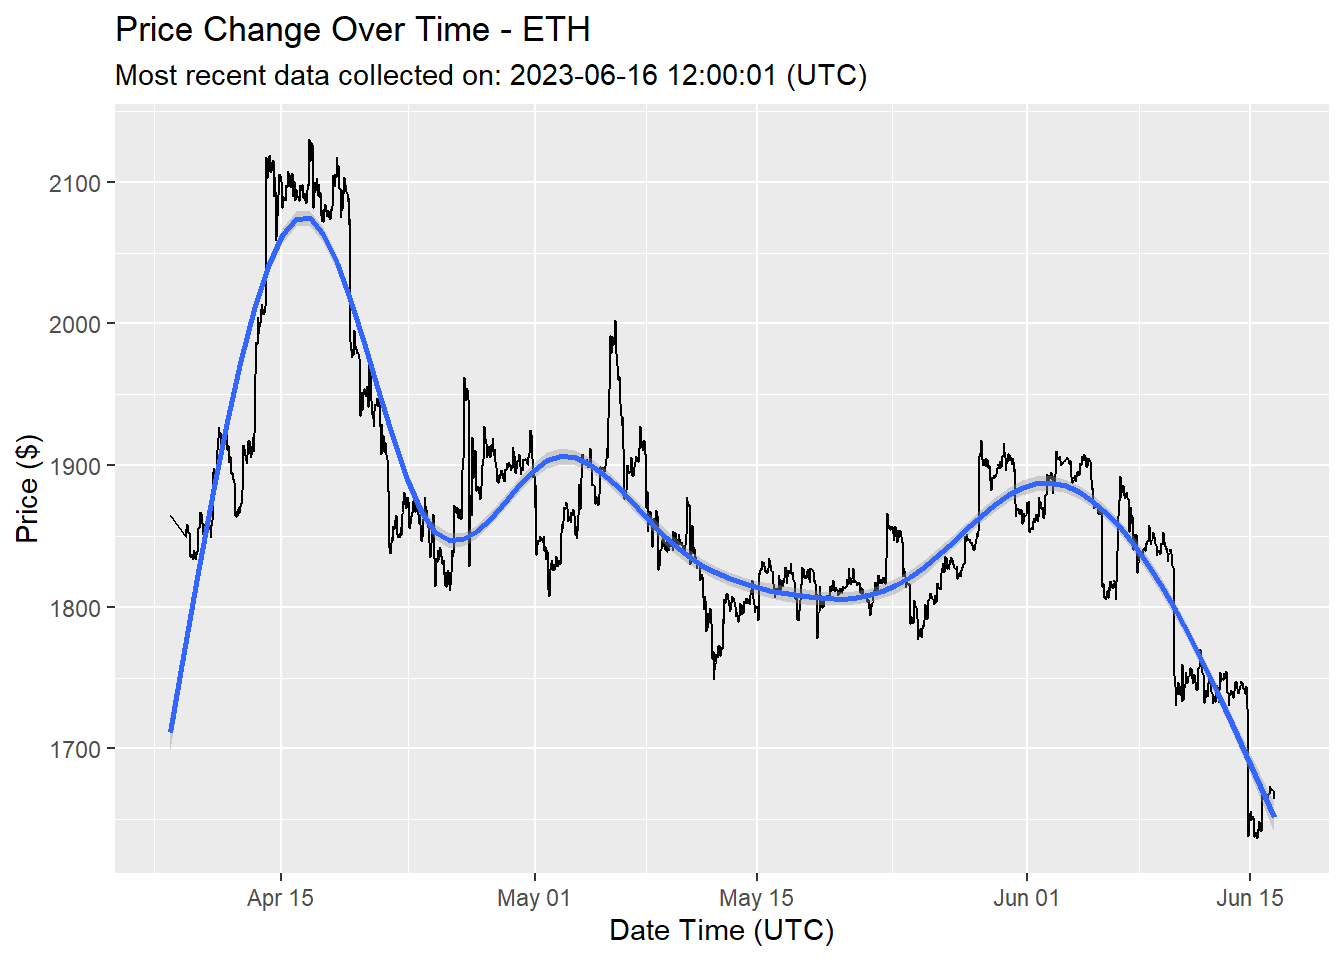 Price Change Over Time - ETH
Most recent data collected on: 2023-06-16 12:00:01 (UTC)
Price ($)
2100
2000
1900
1800
1700
Apr 15
May 01
May 15
Jun 01
Jun 15
Date Time (UTC)